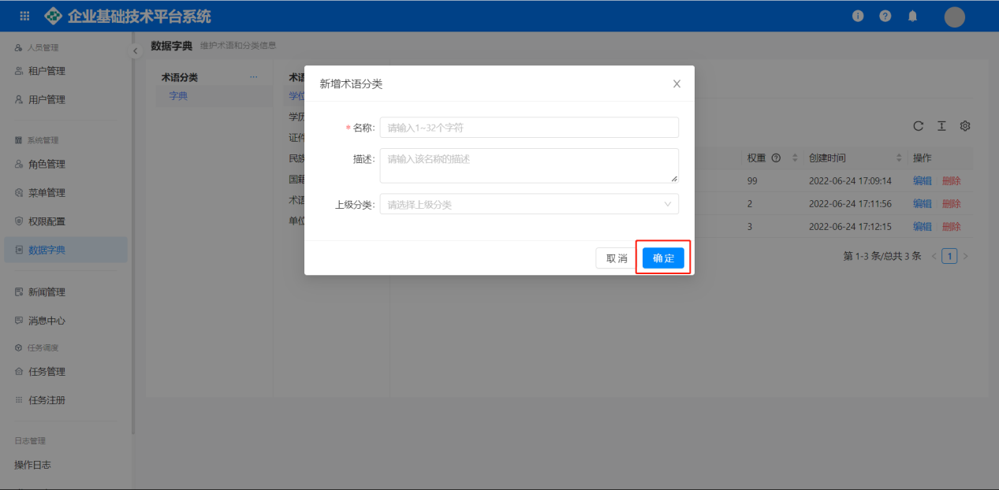 企业基础技术平台系统
人员管理
租户管理
用户管理
系统管理
角色管理
菜单管理
权限配置
数据字典
新闻管理
消息中心
任务调度
任务管理
任务注册
日志管理
操作日志
数据字典 维护术语和分类信息
术语分类 ...
字典
术语
学位
学历
证件
民族
国籍
术语
单位
新增术语分类
* 名称: 请输入1~32个字符
描述: 请输入该名称的描述
上级分类: 请选择上级分类
取 消 确 定
权重 创建时间 操作
99 2022-06-24 17:09:14 编辑 删除
2 2022-06-24 17:11:56 编辑 删除
3 2022-06-24 17:12:15 编辑 删除
第 1-3 条/总共 3 条 < 1 >